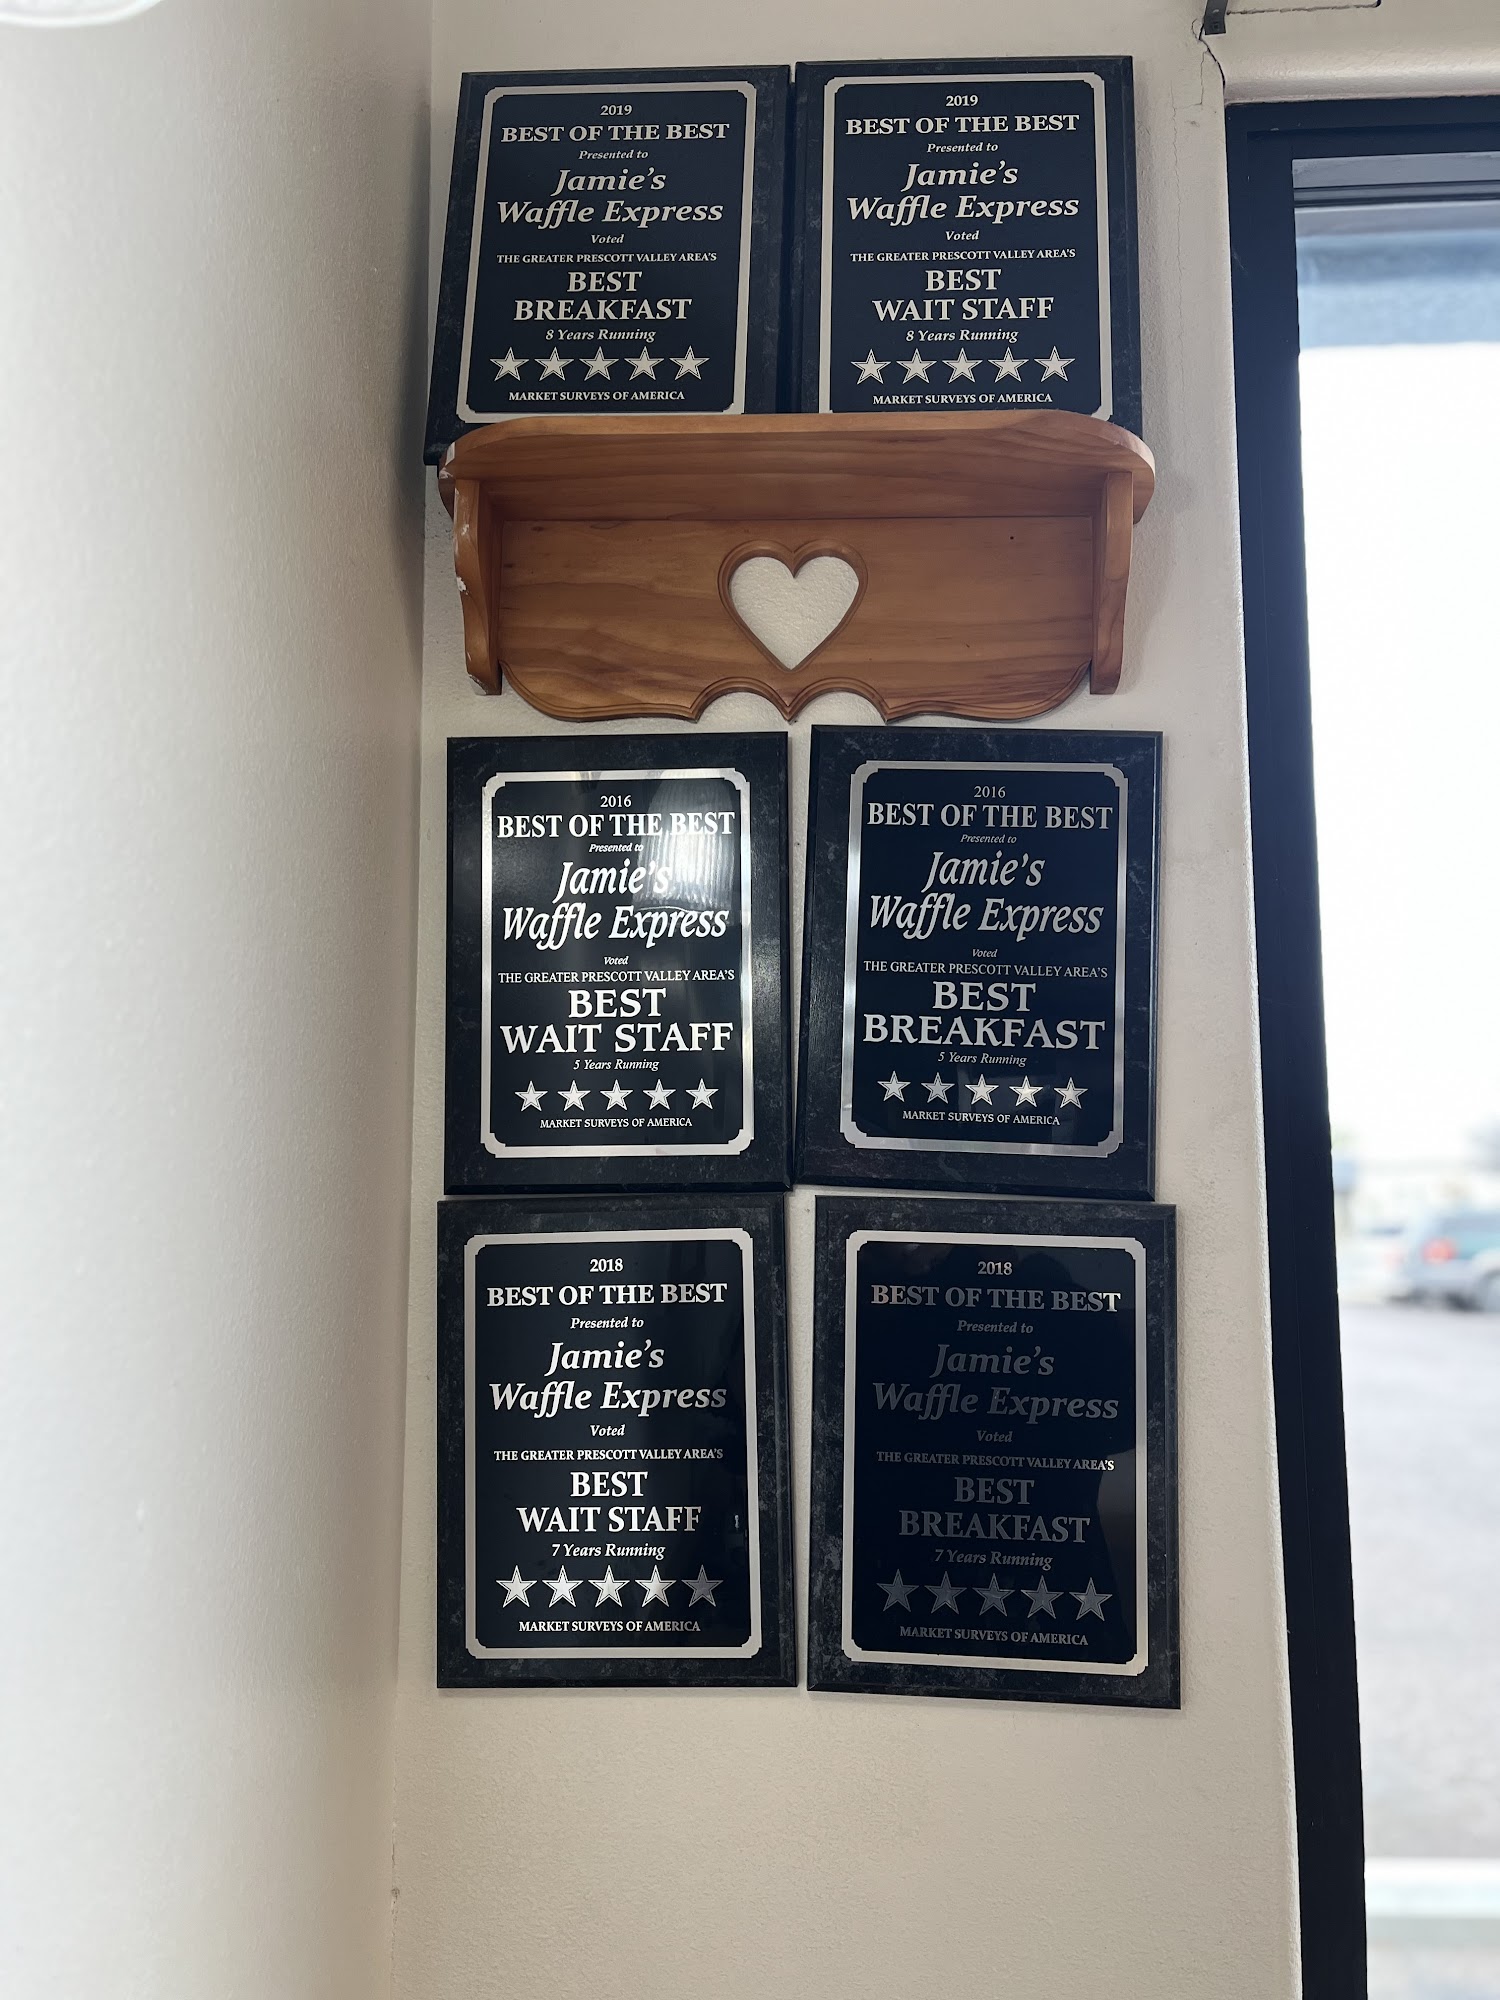 2019
BEST OF THE BEST
Presented to
Jamie's
Waffle Express
Voted
THE GREATER PRESCOTT VALLEY AREA'S
BEST
BREAKFAST
8 Years Running
MARKET SURVEYS OF AMERICA
2019
BEST OF THE BEST
Presented to
Jamie's
Waffle Express
Voted
THE GREATER PRESCOTT VALLEY AREA'S
BEST
WAIT STAFF
8 Years Running
MARKET SURVEYS OF AMERICA
2016
BEST OF THE BEST
Presented to
Jamie's
Waffle Express
Voted
THE GREATER PRESCOTT VALLEY AREA'S
BEST
WAIT STAFF
5 Years Running
MARKET SURVEYS OF AMERICA
2016
BEST OF THE BEST
Presented to
Jamie's
Waffle Express
Voted
THE GREATER PRESCOTT VALLEY AREA'S
BEST
BREAKFAST
5 Years Running
MARKET SURVEYS OF AMERICA
2018
BEST OF THE BEST
Presented to
Jamie's
Waffle Express
Voted
THE GREATER PRESCOTT VALLEY AREA'S
BEST
WAIT STAFF
7 Years Running
MARKET SURVEYS OF AMERICA
2018
BEST OF THE BEST
Presented to
Jamie's
Waffle Express
Voted
THE GREATER PRESCOTT VALLEY AREA'S
BEST
BREAKFAST
7 Years Running
MARKET SURVEYS OF AMERICA